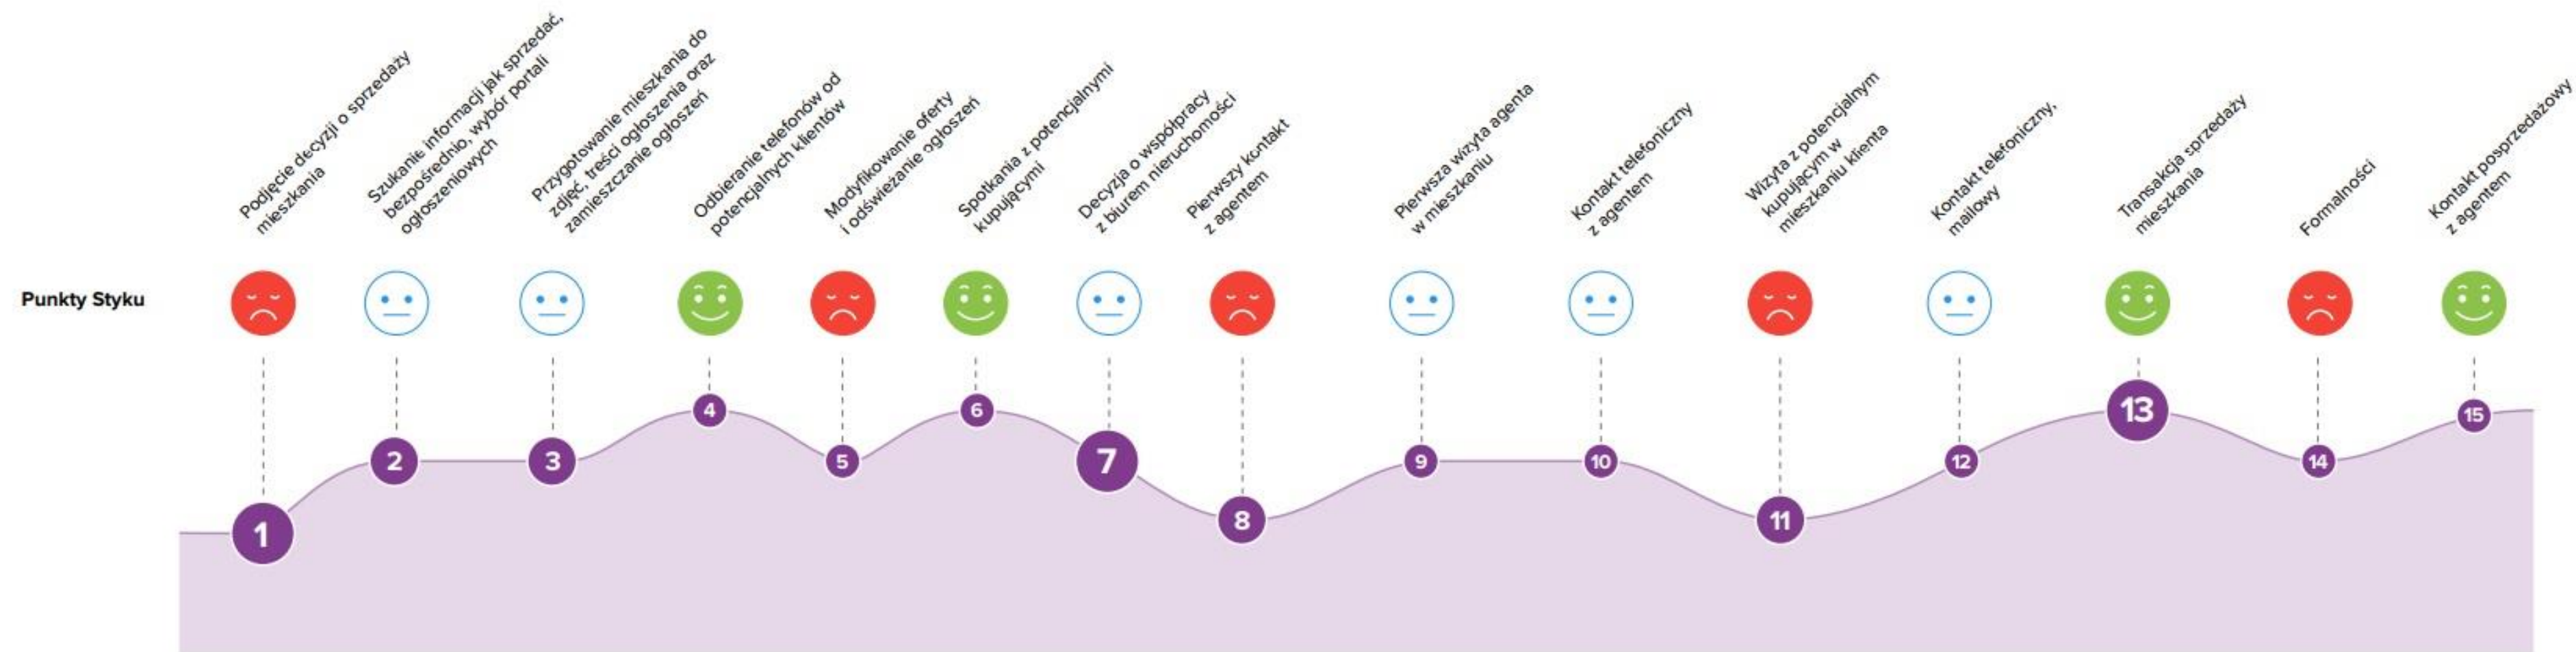 Podjęcie decyzji o sprzedaży
mieszkania
Szukanie informacji jak sprzedać,
bezpośrednio, wybór portali
ogłoszeniowych
Przygotowanie mieszkania do
zdjęć, treści ogłoszenia oraz
zamieszczanie ogłoszeń
Odbieranie telefonów od
potencjalnych klientów
Modyfikowanie oferty
i odświeżanie ogłoszeń
Spotkania z potencjalnymi
kupującymi
Decyzja o współpracy
z biurem nieruchomości
Pierwszy kontakt
z agentem
Pierwsza wizyta agenta
w mieszkaniu
Kontakt telefoniczny
z agentem
Wizyta z potencjalnym
kupującym w
mieszkaniu klienta
Kontakt telefoniczny,
mailowy
Transakcja sprzedaży
mieszkania
Formalności
Kontakt posprzedażowy
z agentem
Punkty Styku
1
2
3
4
5
6
7
8
9
10
11
12
13
14
15